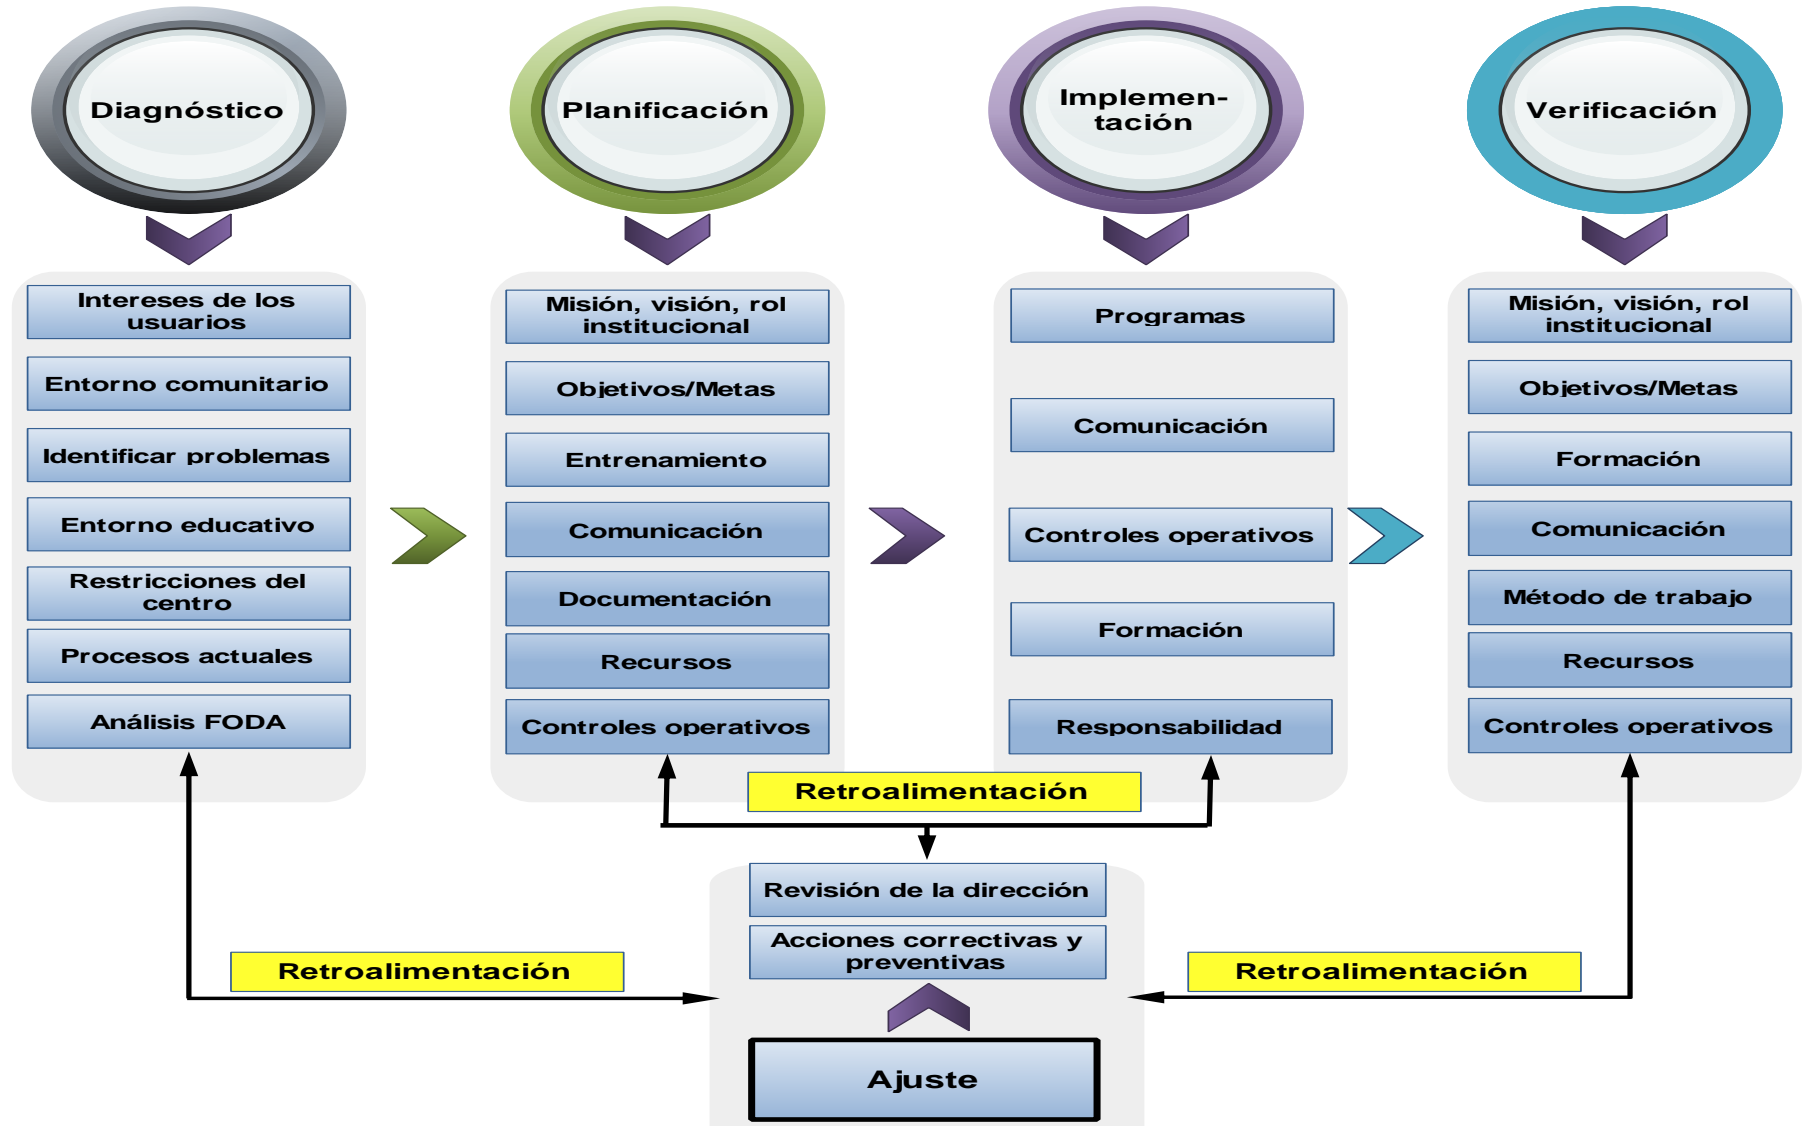 Diagnóstico
Planificación
Implemen-
tación
Verificación
Intereses de los
usuarios
Entorno comunitario
Identificar problemas
Entorno educativo
Restricciones del
centro
Procesos actuales
Análisis FODA
Misión, visión, rol
institucional
Objetivos/Metas
Entrenamiento
Comunicación
Documentación
Recursos
Controles operativos
Programas
Comunicación
Controles operativos
Formación
Responsabilidad
Misión, visión, rol
institucional
Objetivos/Metas
Formación
Comunicación
Método de trabajo
Recursos
Controles operativos
Retroalimentación
Revisión de la dirección
Acciones correctivas y
preventivas
Retroalimentación
Retroalimentación
Ajuste